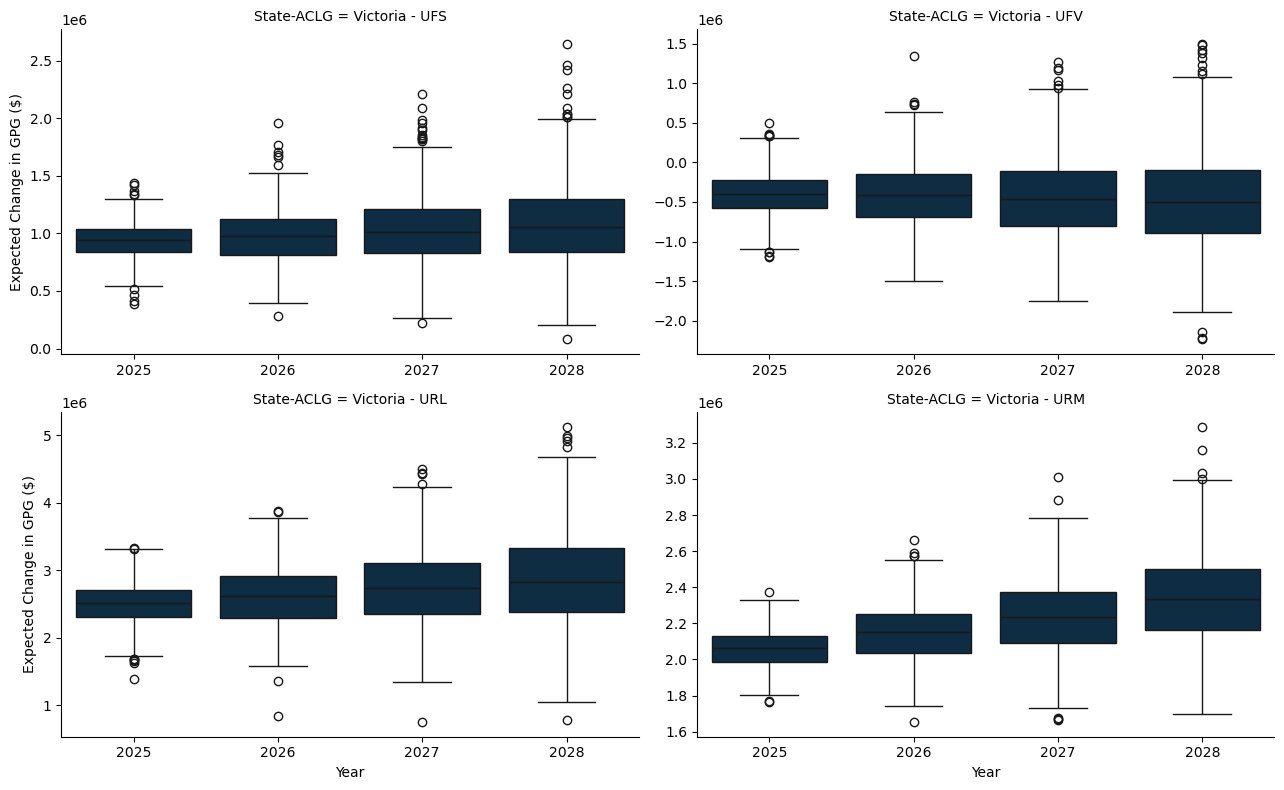 State-ACLG = Victoria - UFS
1e6
Expected Change in GPG ($)
2.5
2.0
1.5
1.0
0.5
0.0
2025 2026 2027 2028
State-ACLG = Victoria - UFV
1e6
1.5
1.0
0.5
0.0
−0.5
−1.0
−1.5
−2.0
2025 2026 2027 2028
State-ACLG = Victoria - URL
1e6
Expected Change in GPG ($)
5
4
3
2
1
2025 2026 2027 2028
Year
State-ACLG = Victoria - URM
1e6
3.2
3.0
2.8
2.6
2.4
2.2
2.0
1.8
1.6
2025 2026 2027 2028
Year